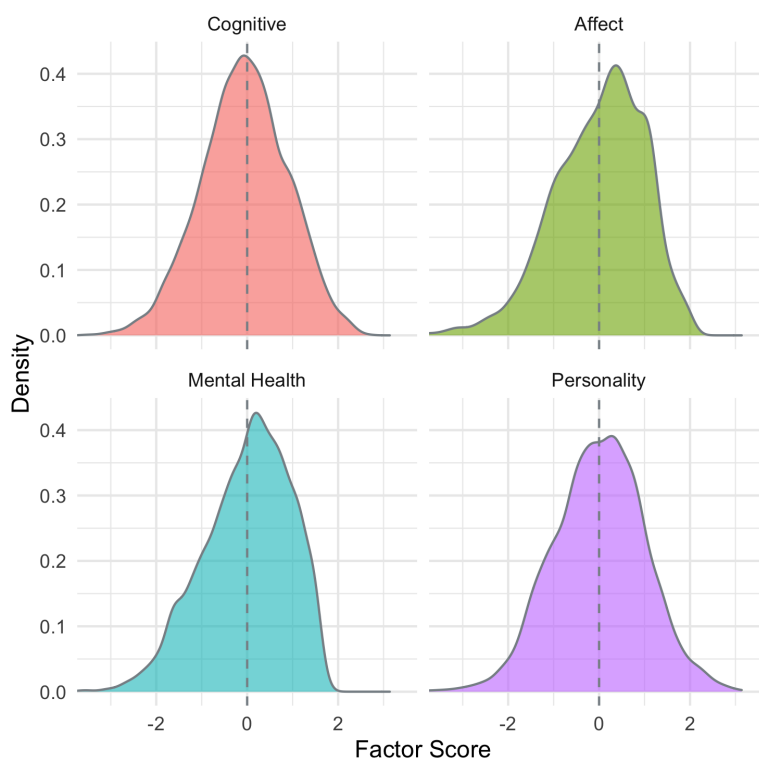 Cognitive
Affect
0.4
0.3
0.2
0.1
0.0
Density
Mental Health
Personality
0.4
0.3
0.2
0.1
0.0
-2 0 2
-2 0 2
Factor Score